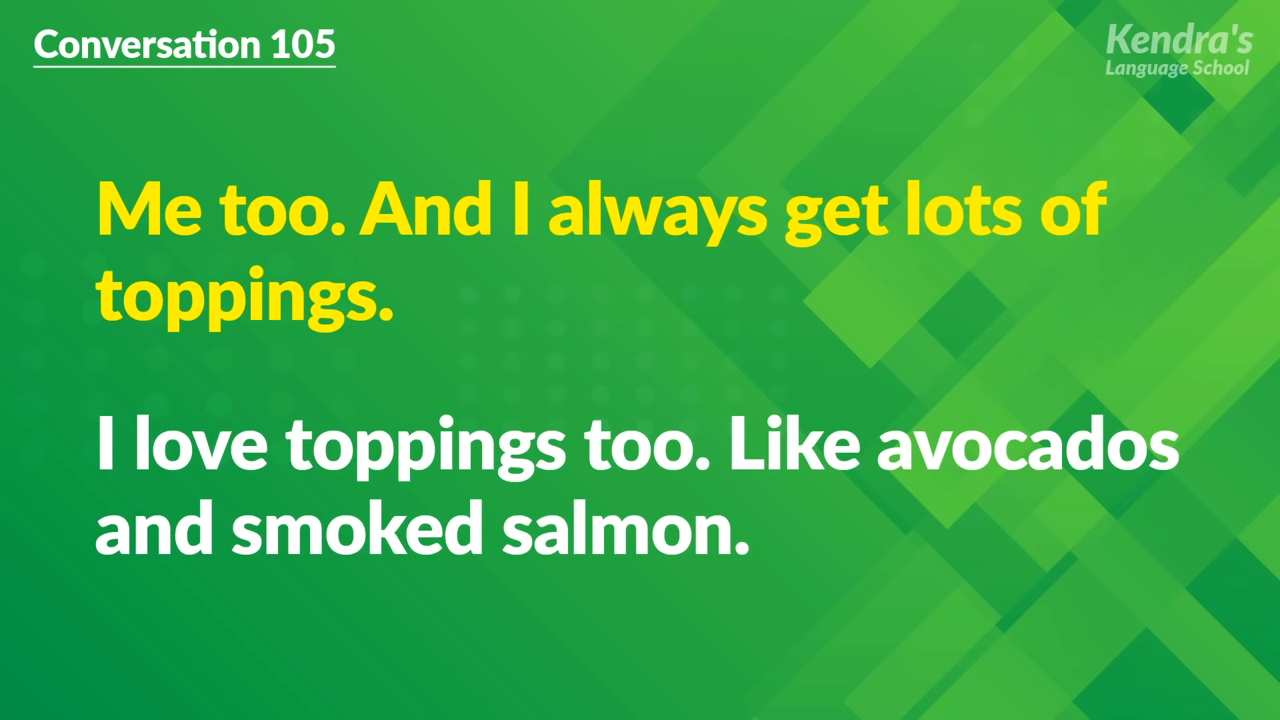 Conversation 105
Kendra's
Language School
Me too. And I always get lots of
toppings.
I love toppings too. Like avocados
and smoked salmon.